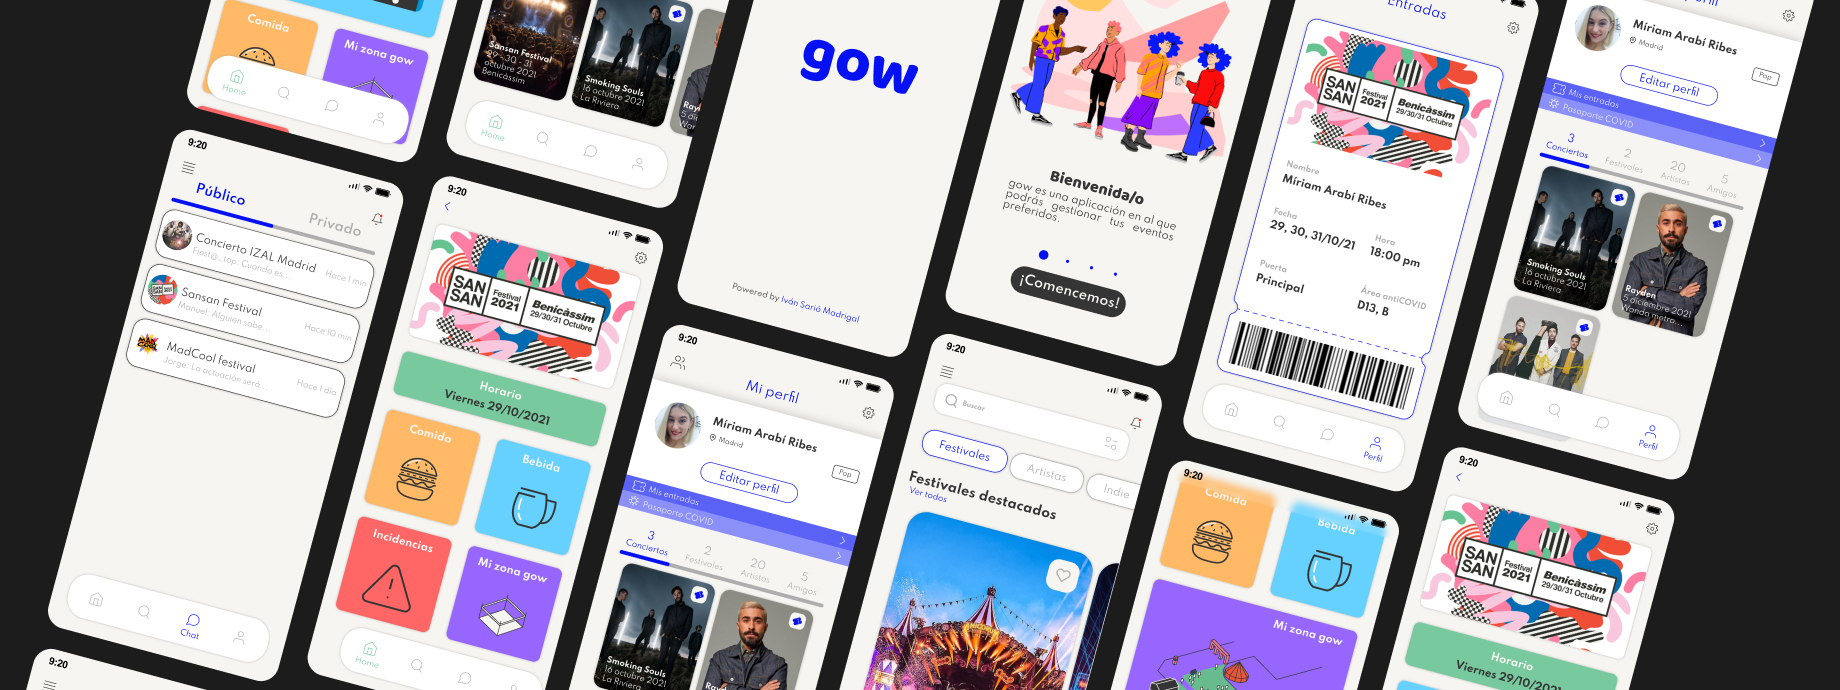 Comida
Mi zona gow
Home
Sansan Festival
29 - 30 - 31
octubre 2021
Benicàssim
Smoking Souls
16 octubre 2021
La Riviera
Home
gow
Powered by Iván Sarió Madrigal
Bienvenida/o
gow es una aplicación en al que
podrás gestionar tus eventos
preferidos.
¡Comencemos!
Entradas
SAN
SAN
Festival
2021
Benicàssim
29/30/31 Octubre
Nombre
Míriam Arabí Ribes
Fecha
29, 30, 31/10/21
Hora
18:00 pm
Puerta
Principal
Área antiCOVID
D13, B
Perfil
Míriam Arabí Ribes
Madrid
Pop
Editar perfil
Mis entradas
Pasaporte COVID
3
Conciertos
2
Festivales
20
Artistas
5
Amigos
Smoking Souls
16 octubre 2021
La Riviera
Rayden
5 diciembre 2021
Wanda metro...
Perfil
9:20
Público
Privado
Concierto IZAL Madrid
Fiest@_top: Cuando es...
Hace 1 min
Sansan Festival
Manuel: Alguien sabe...
Hace 10 min
MadCool festival
Jorge: La actuación será...
Hace 1 día
Chat
9:20
SAN
SAN
Festival
2021
Benicàssim
29/30/31 Octubre
Horario
Viernes 29/10/2021
Comida
Bebida
Incidencias
Mi zona gow
Home
9:20
Mi perfil
Míriam Arabí Ribes
Madrid
Pop
Editar perfil
Mis entradas
Pasaporte COVID
3
Conciertos
2
Festivales
20
Artistas
5
Amigos
Smoking Souls
16 octubre 2021
La Riviera
9:20
Buscar
Festivales
Artistas
Indie
Festivales destacados
Ver todos
9:20
Comida
Bebida
Mi zona gow
9:20
SAN
SAN
Festival
2021
Benicàssim
29/30/31 Octubre
Horario
Viernes 29/10/2021
9:20